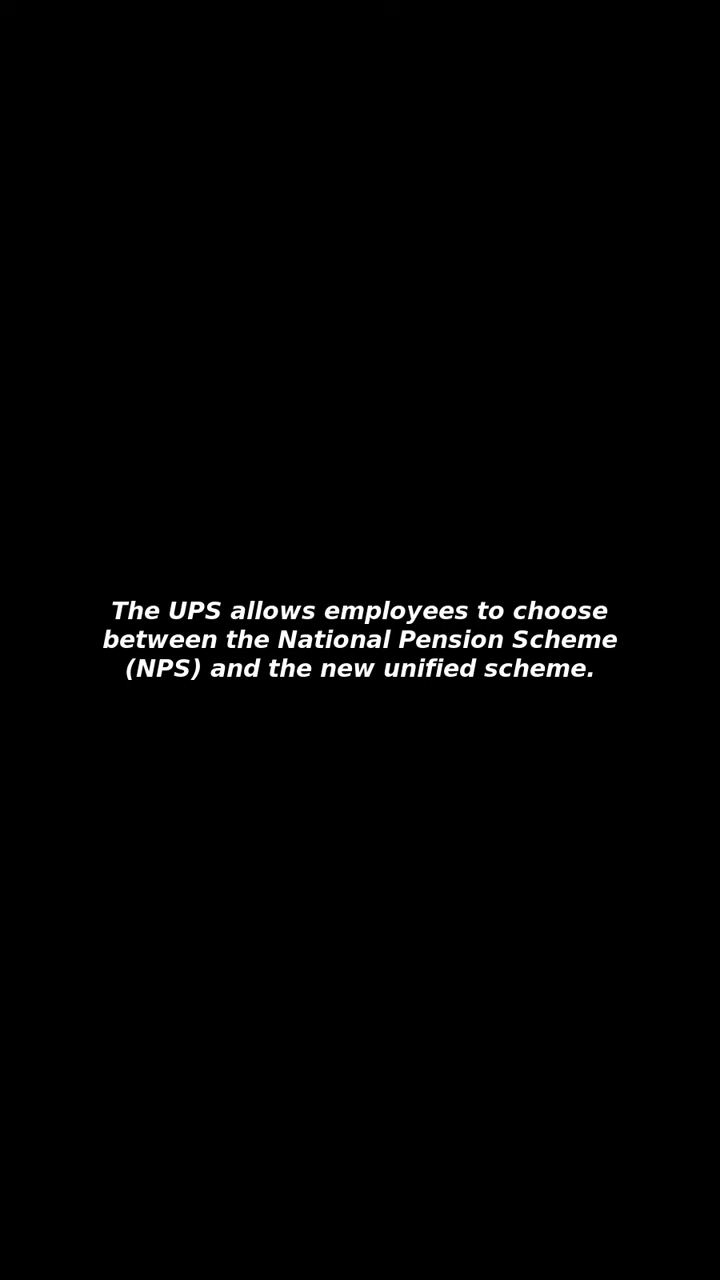 The UPS allows employees to choose
between the National Pension Scheme
(NPS) and the new unified scheme.